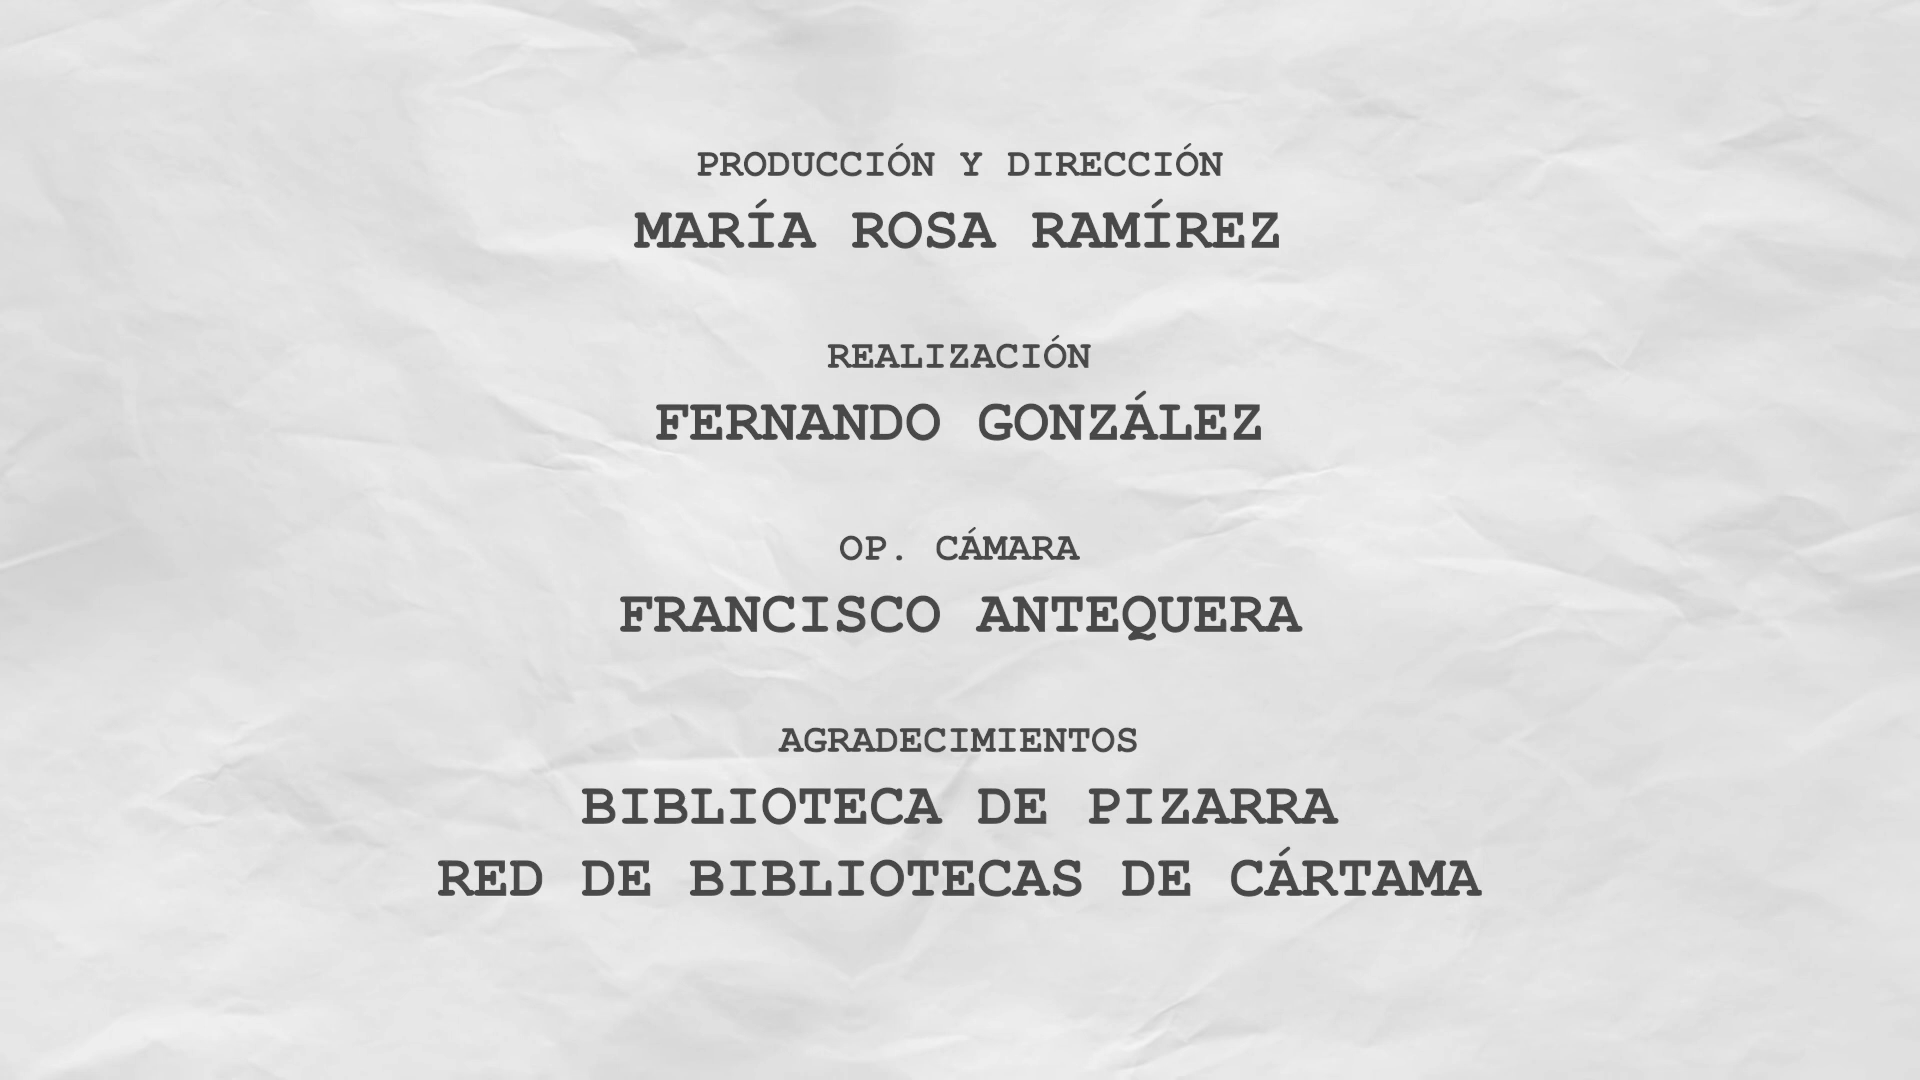 PRODUCCIÓN Y DIRECCIÓN
MARÍA ROSA RAMÍREZ
REALIZACIÓN
FERNANDO GONZÁLEZ
OP. CÁMARA
FRANCISCO ANTEQUERA
AGRADECIMIENTOS
BIBLIOTECA DE PIZARRA
RED DE BIBLIOTECAS DE CÁRTAMA